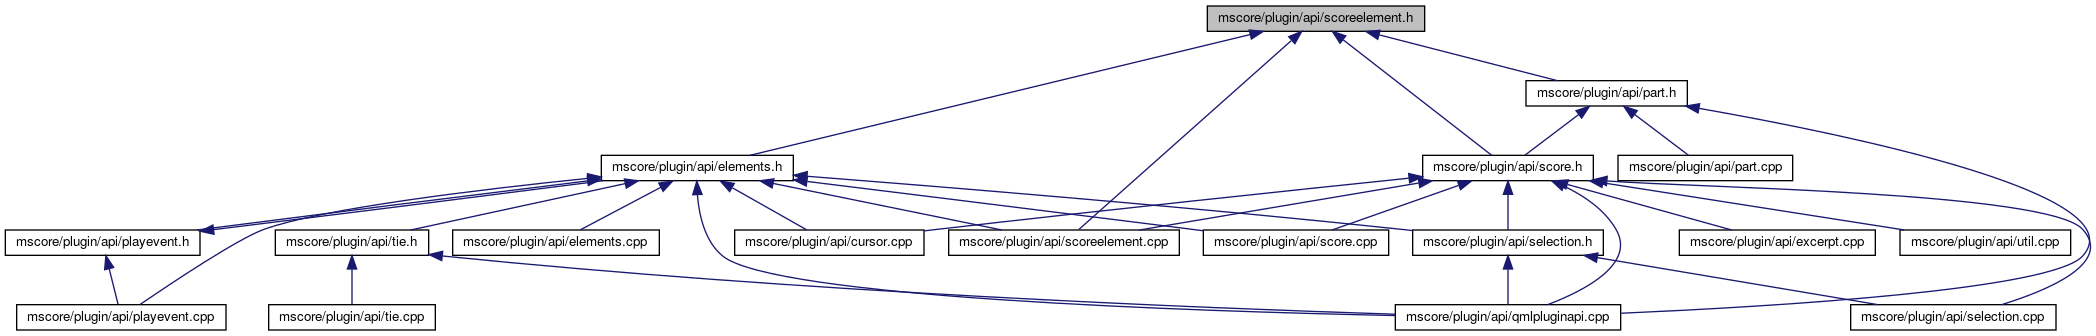 mscore/plugin/api/scoreelement.h
mscore/plugin/api/part.h
mscore/plugin/api/elements.h
mscore/plugin/api/score.h
mscore/plugin/api/part.cpp
mscore/plugin/api/playevent.h
mscore/plugin/api/tie.h
mscore/plugin/api/elements.cpp
mscore/plugin/api/cursor.cpp
mscore/plugin/api/scoreelement.cpp
mscore/plugin/api/score.cpp
mscore/plugin/api/selection.h
mscore/plugin/api/excerpt.cpp
mscore/plugin/api/util.cpp
mscore/plugin/api/playevent.cpp
mscore/plugin/api/tie.cpp
mscore/plugin/api/qmlpluginapi.cpp
mscore/plugin/api/selection.cpp